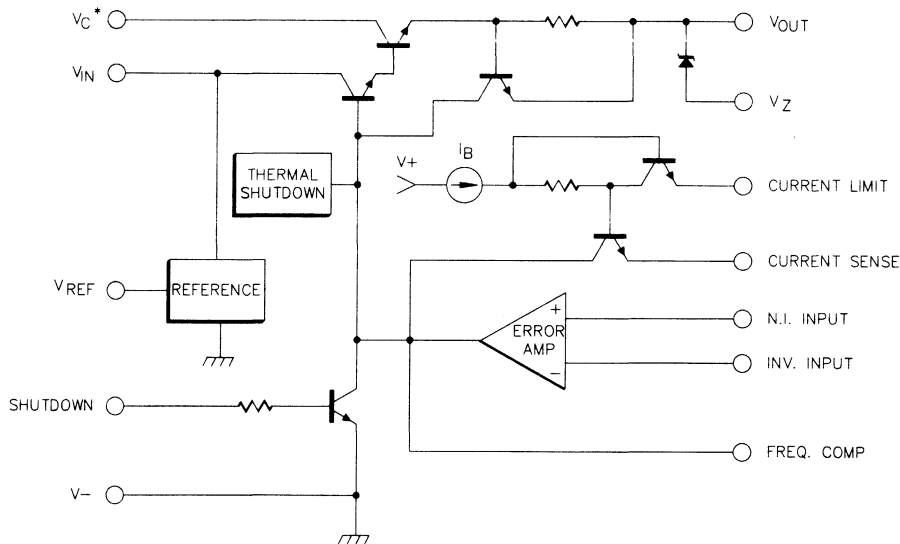 VC*
VOUT
VIN
VZ
THERMAL
SHUTDOWN
V+
IB
CURRENT LIMIT
CURRENT SENSE
VREF
REFERENCE
+
ERROR
AMP
−
N.I. INPUT
INV. INPUT
SHUTDOWN
FREQ. COMP
V-